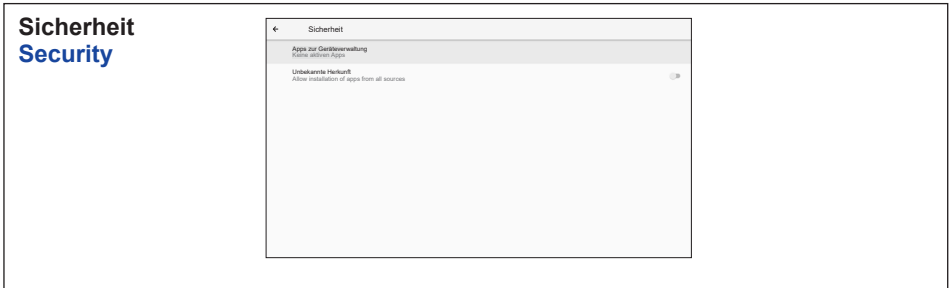 Sicherheit
Security
Sicherheit
Apps zur Geräteverwaltung
Keine aktiven Apps
Unbekannte Herkunft
Allow installation of apps from all sources